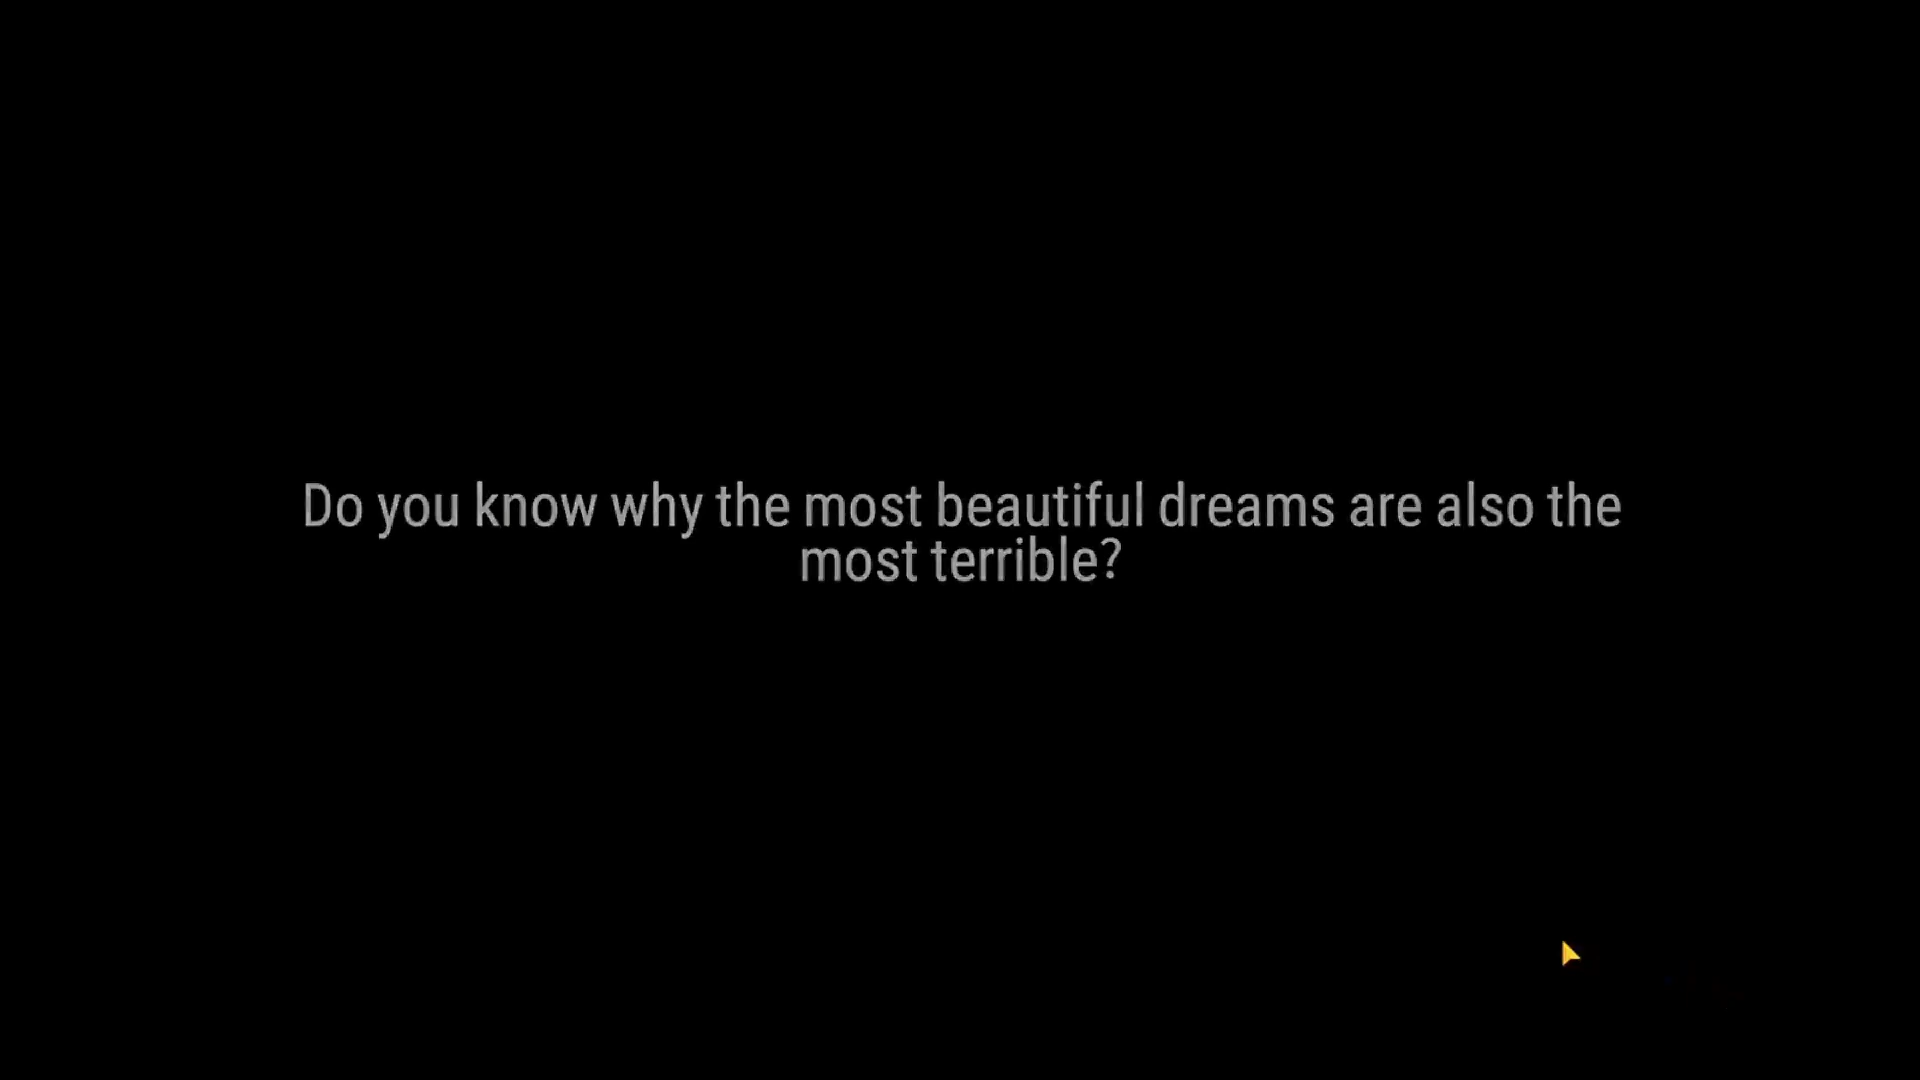 Do you know why the most beautiful dreams are also the
most terrible?